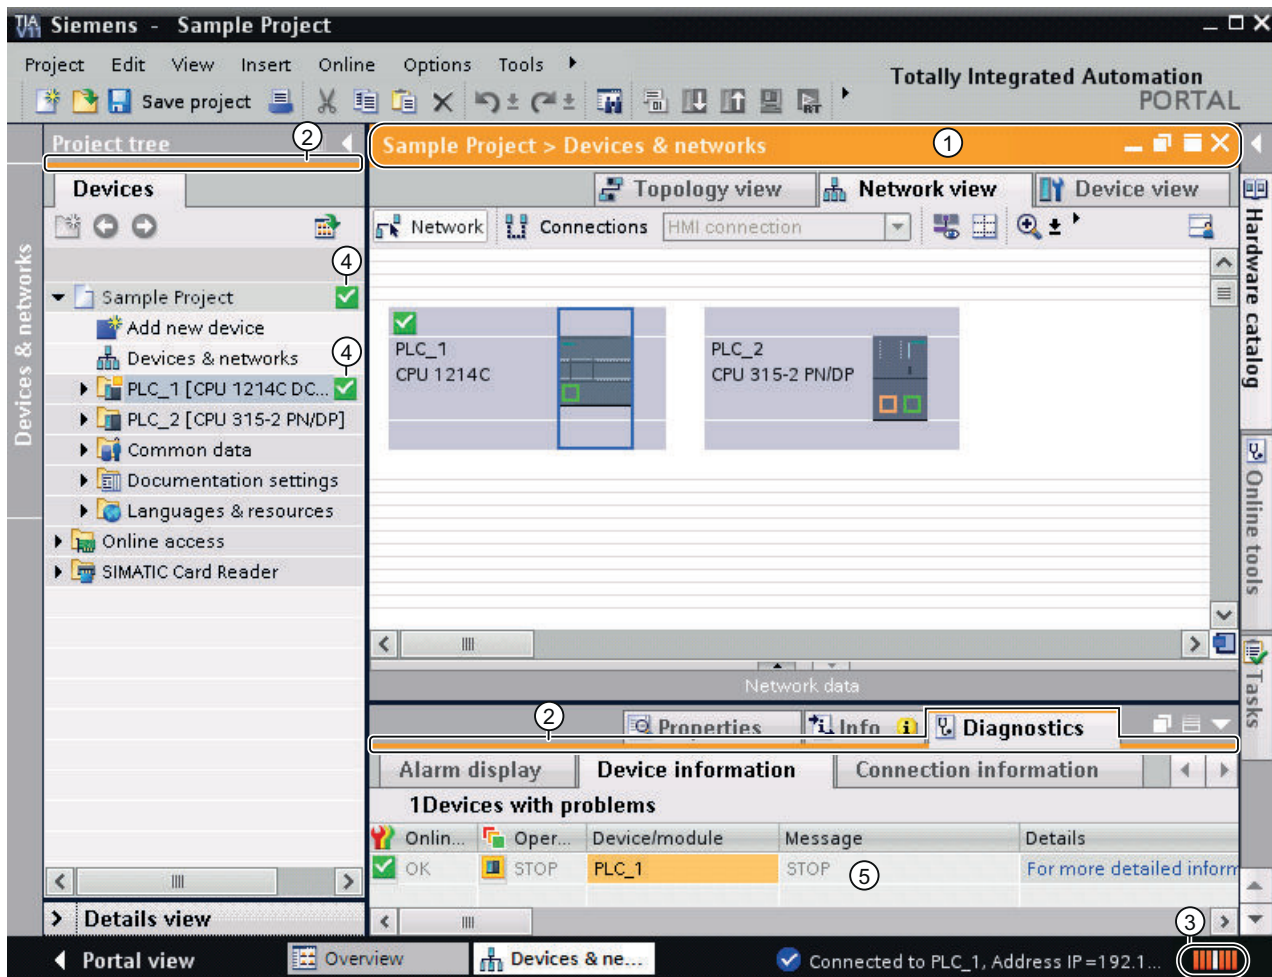 TIA V11 Siemens - Sample Project
Project Edit View Insert Online Options Tools
Totally Integrated Automation
PORTAL
Save project
Project tree
2
Sample Project > Devices & networks
1
Devices
Topology view Network view Device view
Network Connections HMI connection
4
Sample Project
Add new device
Devices & networks
4
PLC_1 [CPU 1214C DC...
PLC_2 [CPU 315-2 PN/DP]
Common data
Documentation settings
Languages & resources
Online access
SIMATIC Card Reader
Devices & networks
PLC_1
CPU 1214C
PLC_2
CPU 315-2 PN/DP
Hardware catalog
Online tools
Tasks
Network data
2
Properties Info Diagnostics
Alarm display Device information Connection information
1Devices with problems
Onlin... Oper... Device/module Message Details
OK STOP PLC_1 STOP For more detailed inform
5
Details view
3
Portal view Overview Devices & ne... Connected to PLC_1, Address IP=192.1...